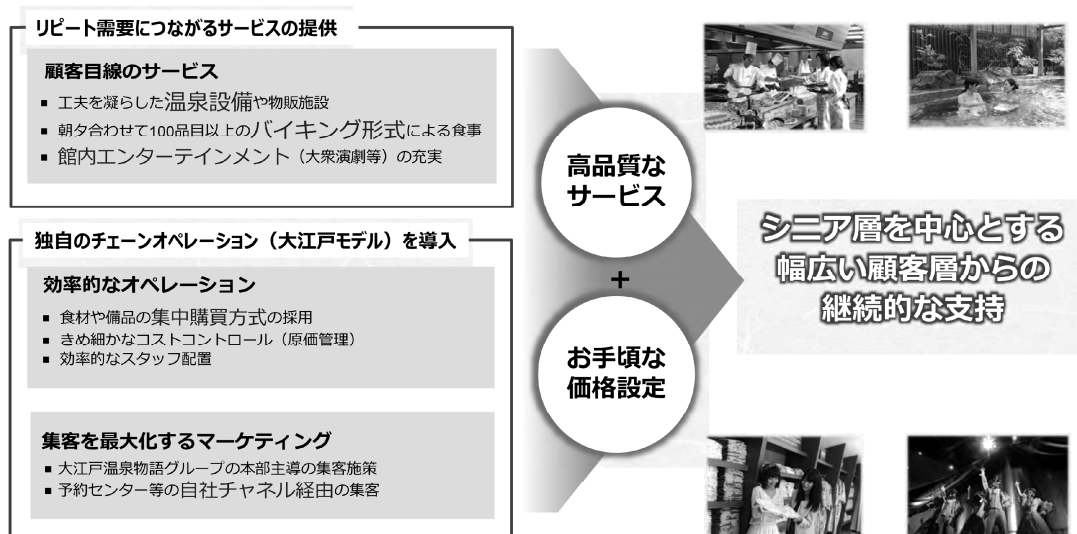 リピート需要につながるサービスの提供
顧客目線のサービス
▪ 工夫を凝らした温泉設備や物販施設
▪ 朝夕合わせて100品目以上のバイキング形式による食事
▪ 館内エンターテインメント（大衆演劇等）の充実
独自のチェーンオペレーション（大江戸モデル）を導入
効率的なオペレーション
▪ 食材や備品の集中購買方式の採用
▪ きめ細かなコストコントロール（原価管理）
▪ 効率的なスタッフ配置
集客を最大化するマーケティング
▪ 大江戸温泉物語グループの本部主導の集客施策
▪ 予約センター等の自社チャネル経由の集客
高品質な
サービス
+
お手頃な
価格設定
シニア層を中心とする
幅広い顧客層からの
継続的な支持